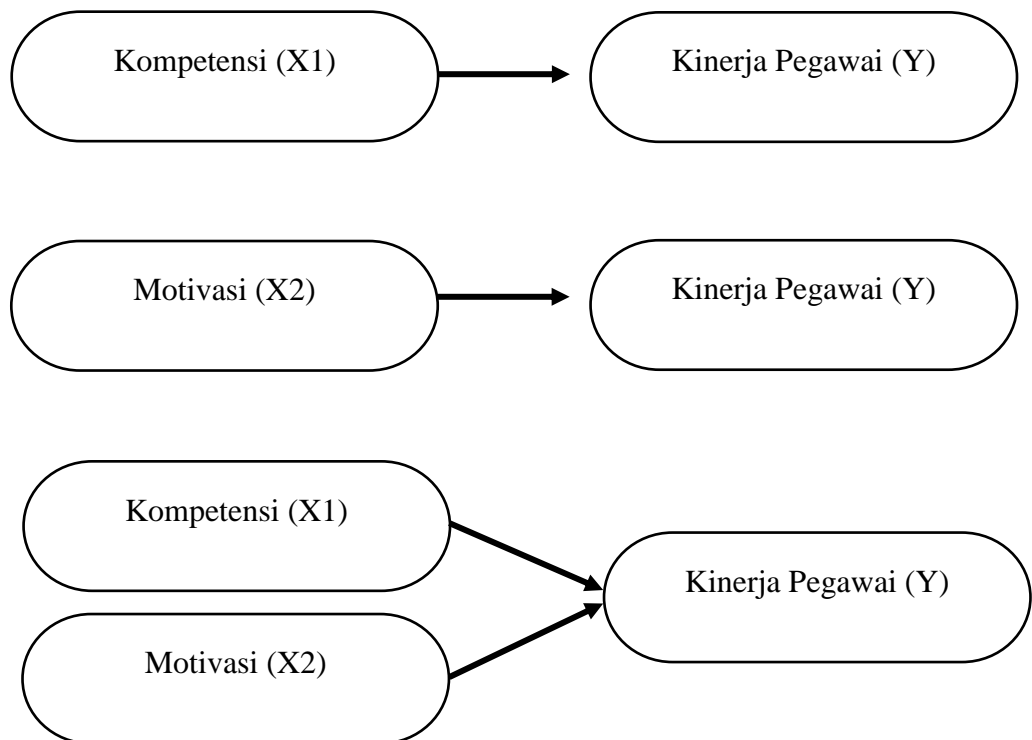 Kompetensi (X1)
Kinerja Pegawai (Y)
Motivasi (X2)
Kinerja Pegawai (Y)
Kompetensi (X1)
Kinerja Pegawai (Y)
Motivasi (X2)